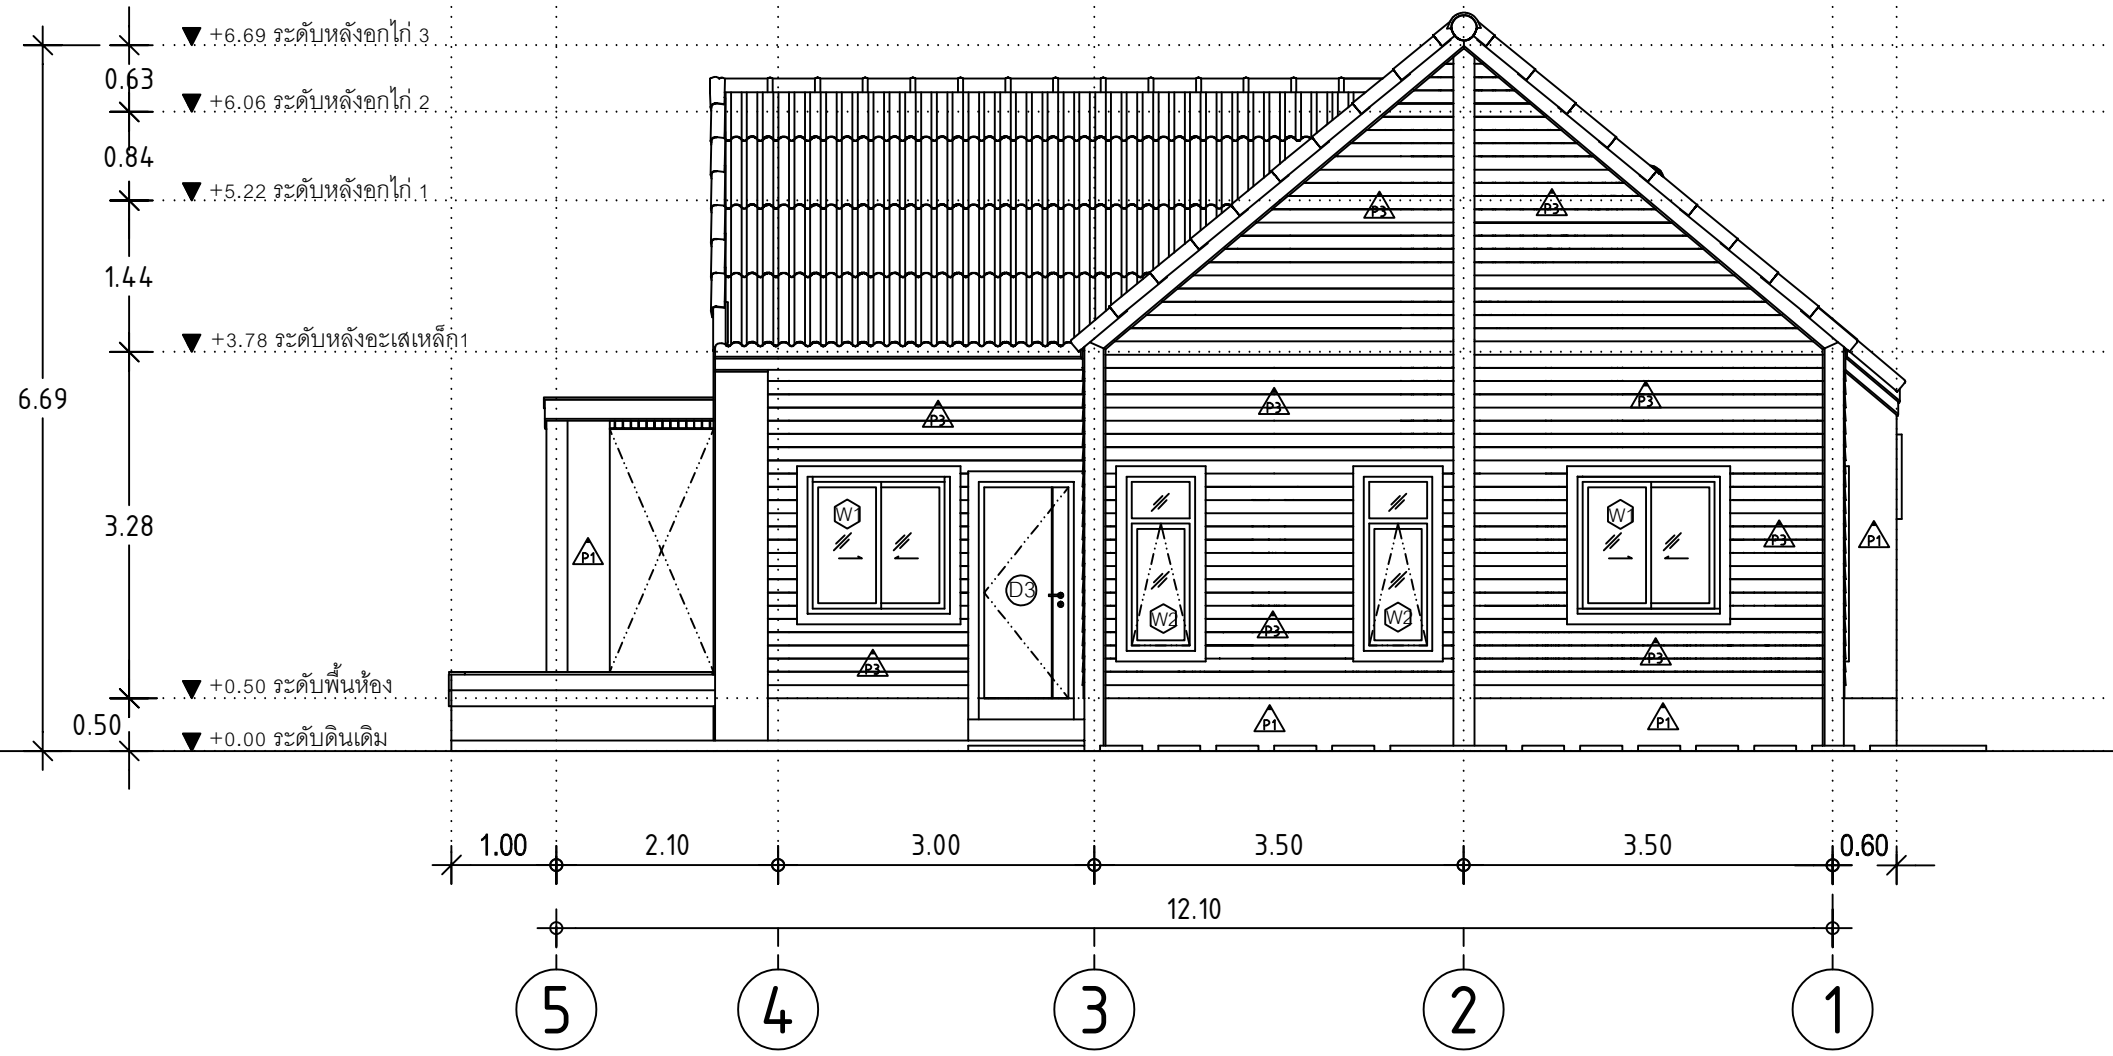 +6.69 ระดับหลังอกไก่ 3
0.63
+6.06 ระดับหลังอกไก่ 2
0.84
+5.22 ระดับหลังอกไก่ 1
P3 P3
1.44
+3.78 ระดับหลังอะเสเหล็ก1
6.69
P3 P3 P3
3.28
W1 W1
P1 P3 P1
D3
W2 W2
P3
P3 P3
+0.50 ระดับพื้นห้อง
0.50
P1 P1
+0.00 ระดับดินเดิม
1.00 2.10 3.00 3.50 3.50 0.60
12.10
5 4 3 2 1